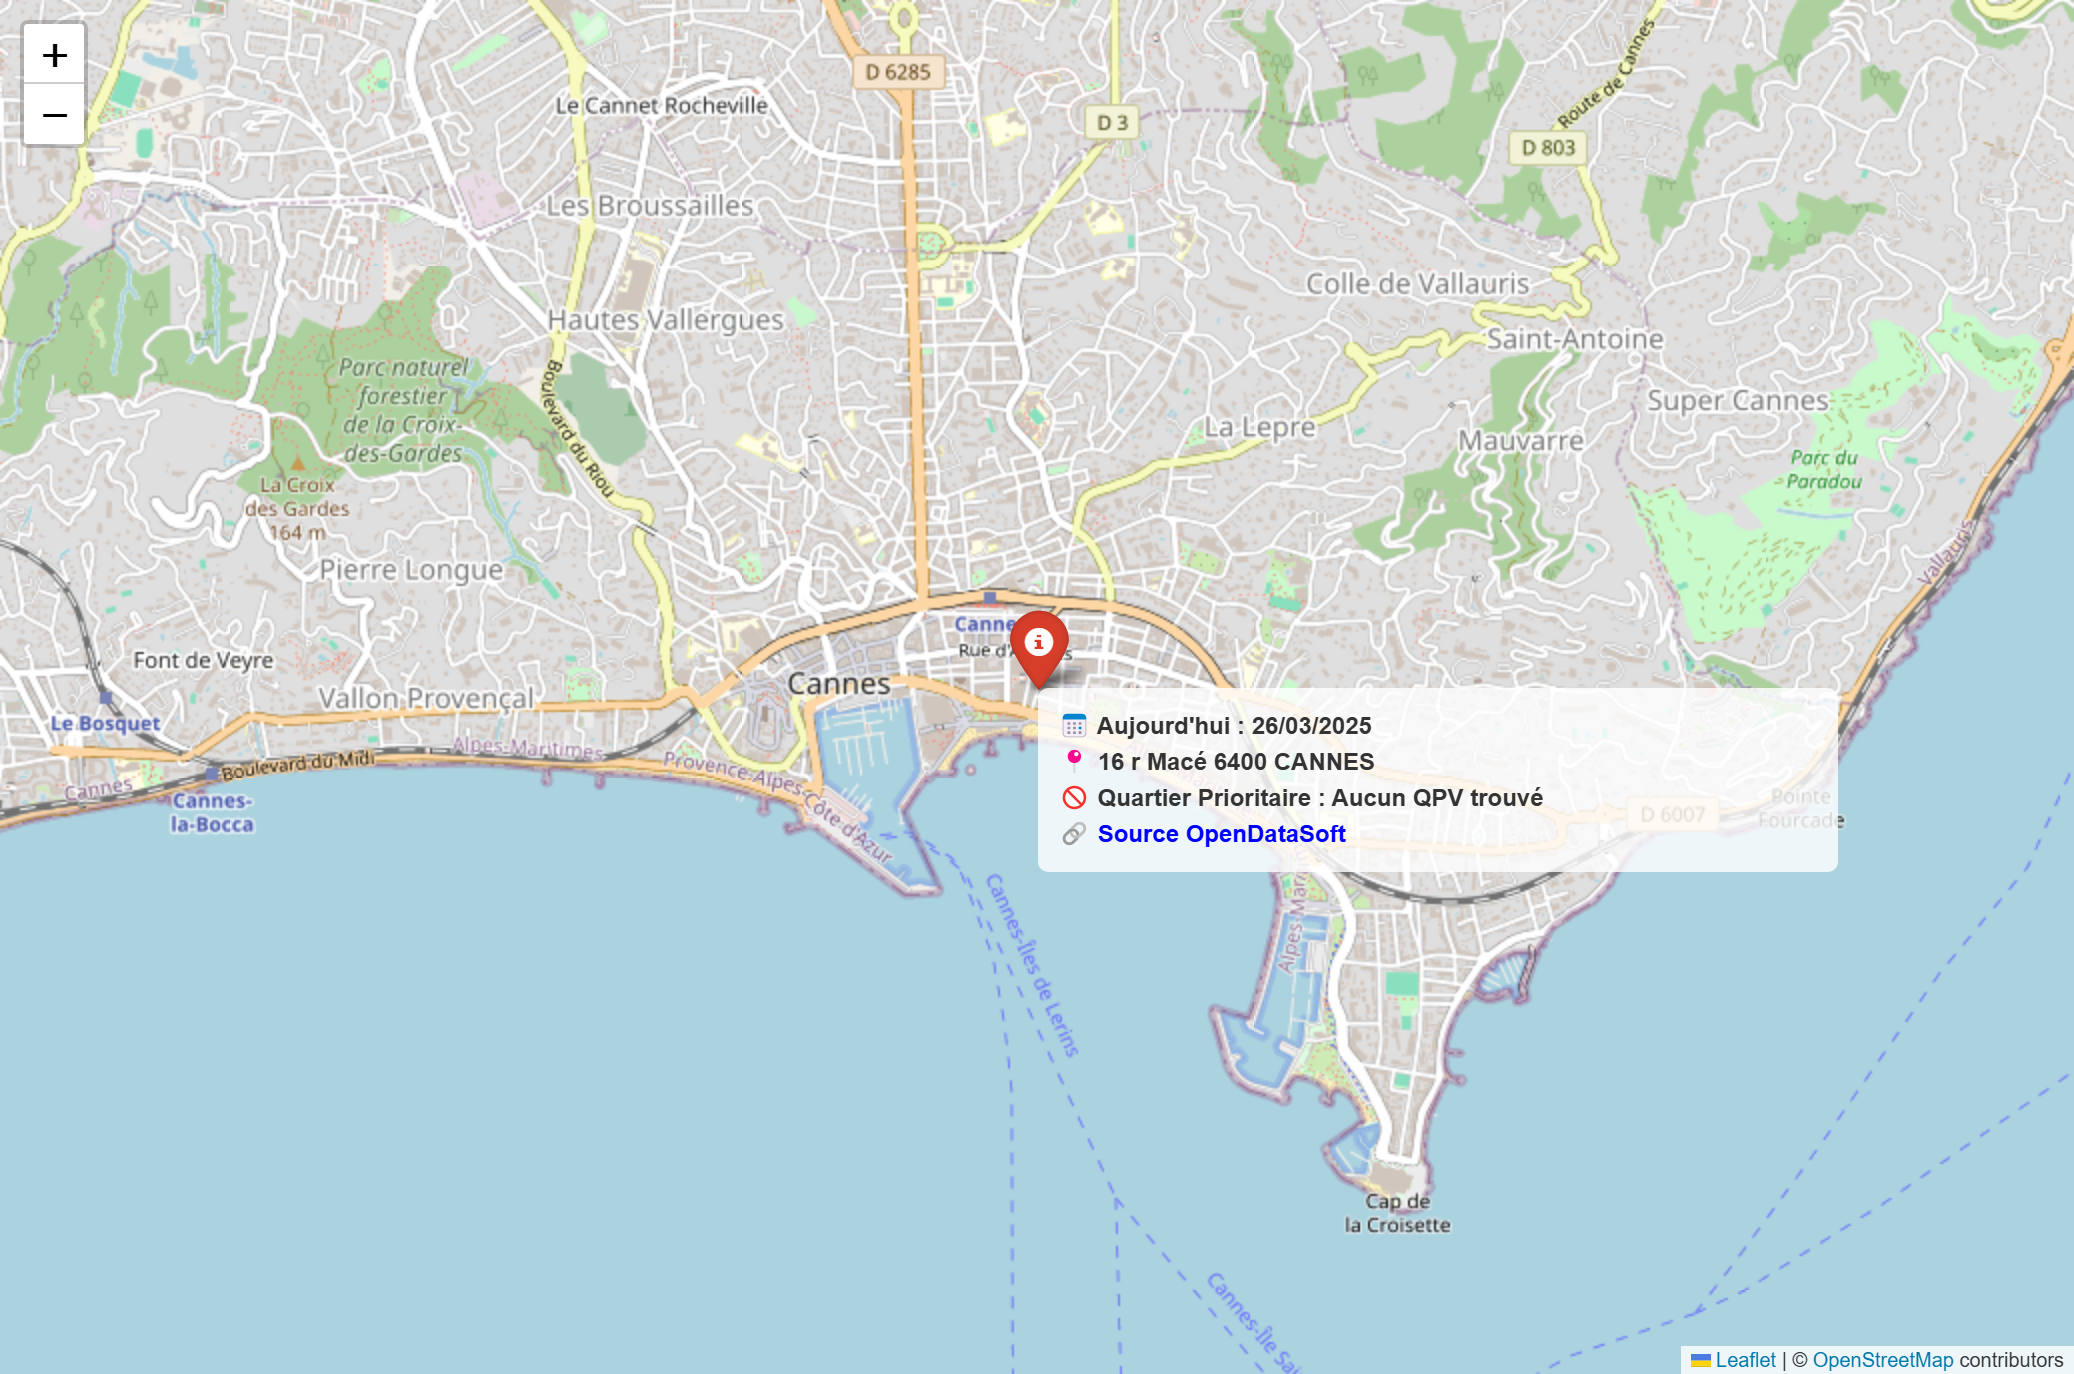 +
−
D 6285
Le Cannet Rocheville
D 3
Route de Cannes
D 803
Les Broussailles
Colle de Vallauris
Hautes Vallergues
Saint-Antoine
Parc naturel
forestier
de la Croix-
des-Gardes
Boulevard du Riou
Super Cannes
La Lepre
Mauvarre
Parc du
Paradou
La Croix
des Gardes
164 m
Pierre Longue
Vallauris
Font de Veyre
Vallon Provençal
Cannes
Rue d'
Le Bosquet
Alpes-Maritimes
Boulevard du Midi
Provence-Alpes-Côte d'Azur
Cannes
Cannes-
la-Bocca
Aujourd'hui : 26/03/2025
16 r Macé 6400 CANNES
Quartier Prioritaire : Aucun QPV trouvé
Source OpenDataSoft
D 6007
Pointe
Fourcade
Cannes-Îles de Lerins
Alpes-Mari
Cap de
la Croisette
Cannes-Île Sai
Leaflet | © OpenStreetMap contributors